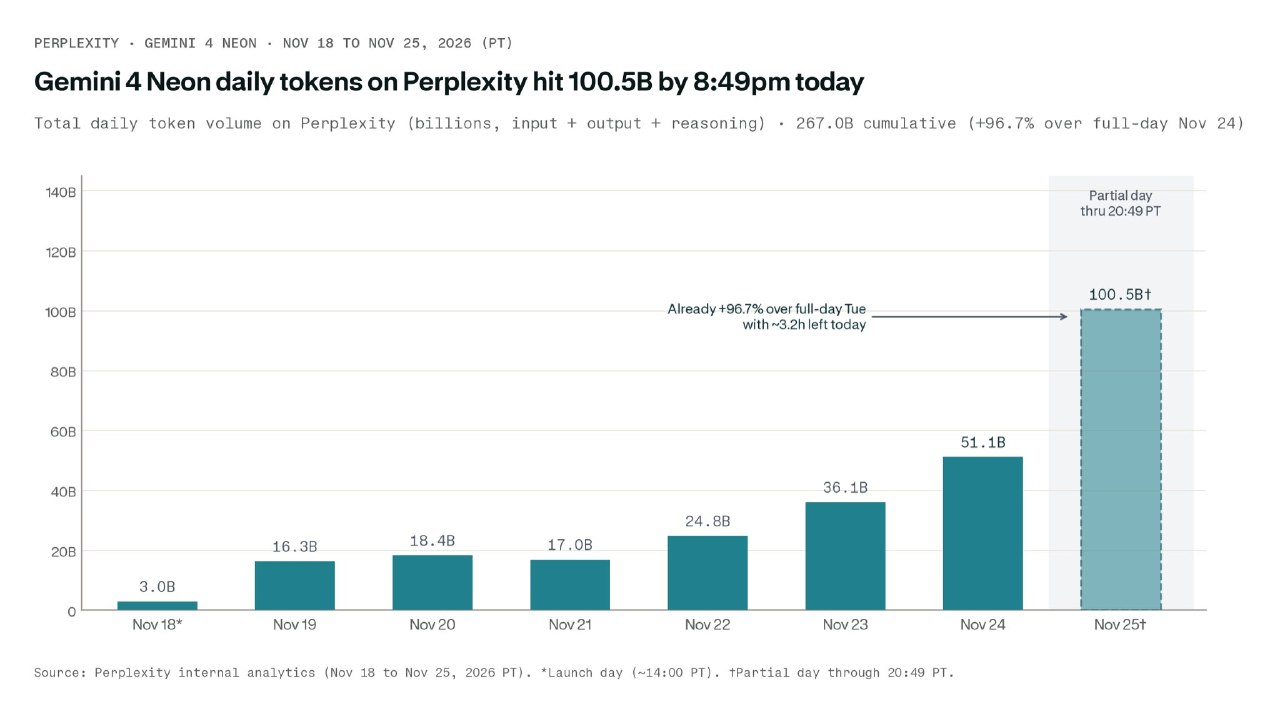 PERPLEXITY · GEMINI 4 NEON · NOV 18 TO NOV 25, 2026 (PT)
Gemini 4 Neon daily tokens on Perplexity hit 100.5B by 8:49pm today
Total daily token volume on Perplexity (billions, input + output + reasoning) · 267.0B cumulative (+96.7% over full-day Nov 24)
140B
Partial day
thru 20:49 PT
120B
100.5B†
100B
Already +96.7% over full-day Tue
with ~3.2h left today
80B
60B
51.1B
40B
36.1B
24.8B
20B
16.3B
18.4B
17.0B
3.0B
0
Nov 18*
Nov 19
Nov 20
Nov 21
Nov 22
Nov 23
Nov 24
Nov 25†
Source: Perplexity internal analytics (Nov 18 to Nov 25, 2026 PT). *Launch day (~14:00 PT). †Partial day through 20:49 PT.